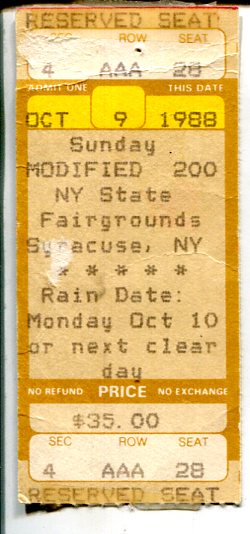 RESERVED SEAT
SEC ROW SEAT
4 AAA 28
ADMIT ONE THIS DATE
OCT 9 1988
Sunday
MODIFIED 200
NY State
Fairgrounds
Syracuse, NY
* * * * *
Rain Date:
Monday Oct 10
or next clear
day
NO REFUND PRICE NO EXCHANGE
$35.00
SEC ROW SEAT
4 AAA 28
RESERVED SEAT